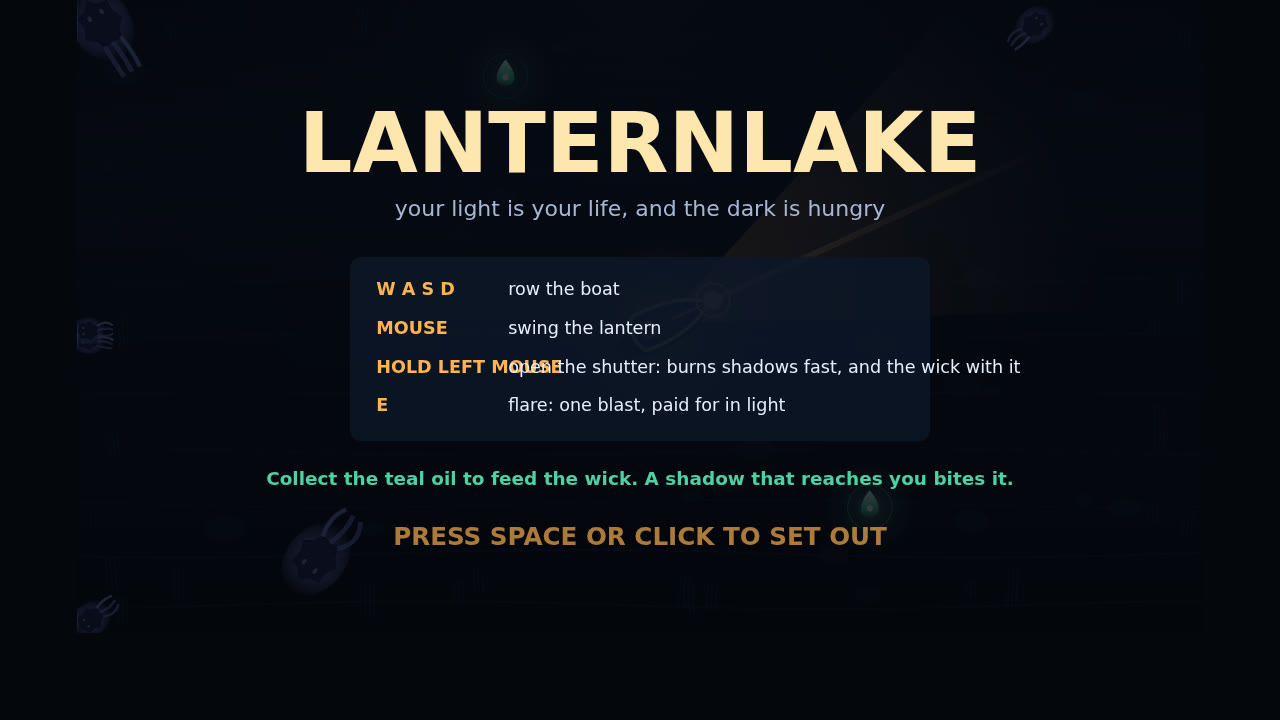 LANTERNLAKE
your light is your life, and the dark is hungry
W A S D row the boat
MOUSE swing the lantern
HOLD LEFT MOUSE open the shutter: burns shadows fast, and the wick with it
E flare: one blast, paid for in light
Collect the teal oil to feed the wick. A shadow that reaches you bites it.
PRESS SPACE OR CLICK TO SET OUT